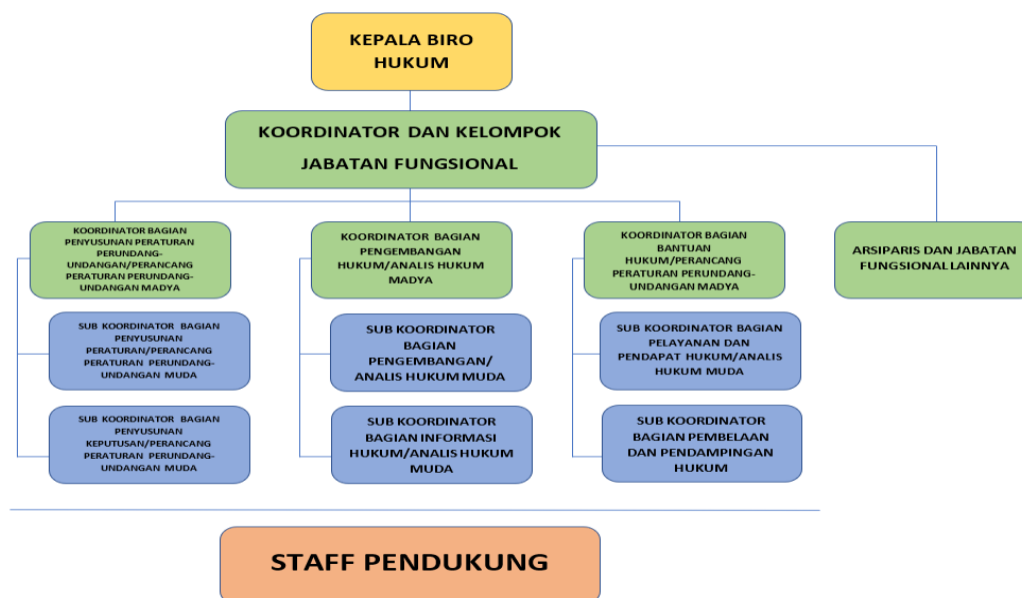 KEPALA BIRO
HUKUM
KOORDINATOR DAN KELOMPOK
JABATAN FUNGSIONAL
KOORDINATOR BAGIAN
PENYUSUNAN PERATURAN
PERUNDANG-
UNDANGAN/PERANCANG
PERATURAN PERUNDANG-
UNDANGAN MADYA
KOORDINATOR BAGIAN
PENGEMBANGAN
HUKUM/ANALIS HUKUM
MADYA
KOORDINATOR BAGIAN
BANTUAN
HUKUM/PERANCANG
PERATURAN PERUNDANG-
UNDANGAN MADYA
ARSIPARIS DAN JABATAN
FUNGSIONALLAINNYA
SUB KOORDINATOR BAGIAN
PENYUSUNAN
PERATURAN/PERANCANG
PERATURAN PERUNDANG-
UNDANGAN MUDA
SUB KOORDINATOR
BAGIAN
PENGEMBANGAN/
ANALIS HUKUM MUDA
SUB KOORDINATOR BAGIAN
PELAYANAN DAN
PENDAPAT HUKUM/ANALIS
HUKUM MUDA
SUB KOORDINATOR BAGIAN
PENYUSUNAN
KEPUTUSAN/PERANCANG
PERATURAN PERUNDANG-
UNDANGAN MUDA
SUB KOORDINATOR
BAGIAN INFORMASI
HUKUM/ANALIS HUKUM
MUDA
SUB KOORDINATOR
BAGIAN PEMBELAAN
DAN PENDAMPINGAN
HUKUM
STAFF PENDUKUNG